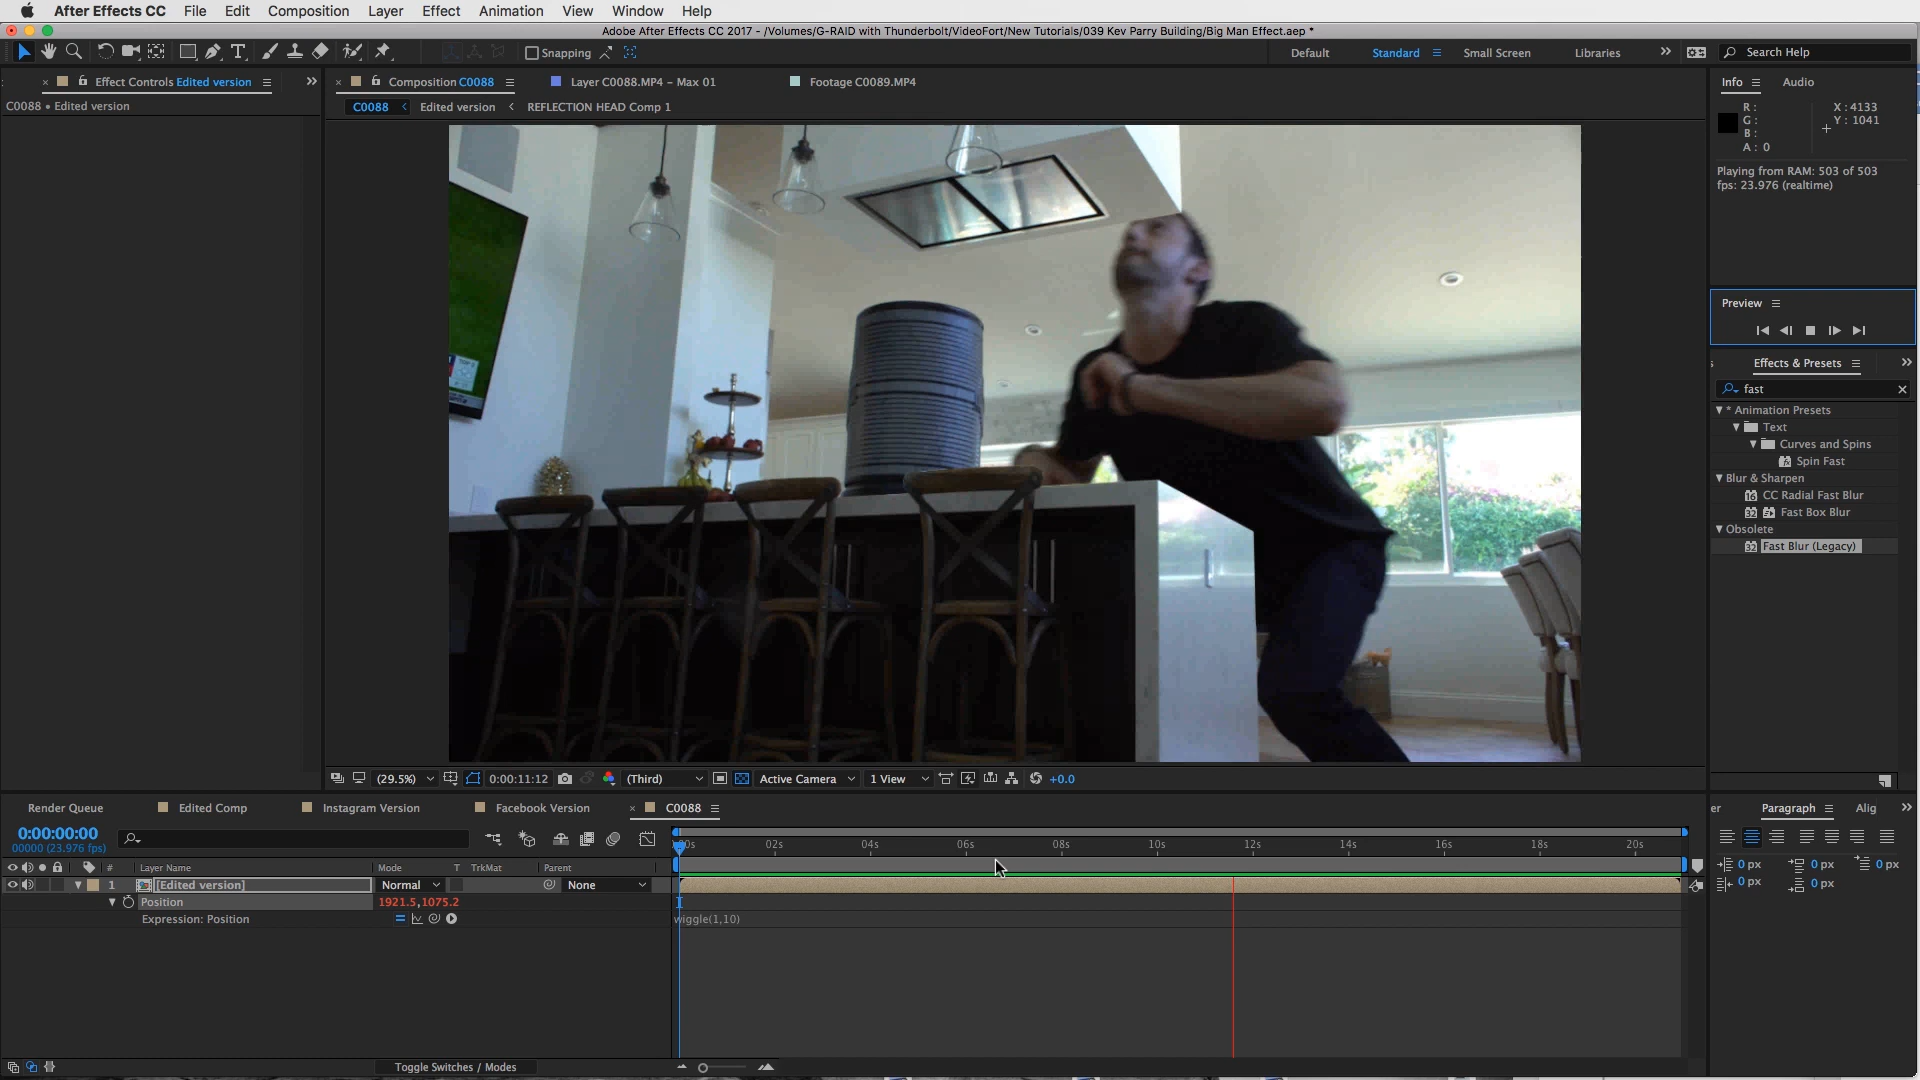 After Effects CC File Edit Composition Layer Effect Animation View Window Help
Adobe After Effects CC 2017 - /Volumes/G-RAID with Thunderbolt/VideoFort/New Tutorials/039 Kev Parry Building/Big Man Effect.aep *
Snapping Default Standard Small Screen Libraries Search Help
Effect Controls Edited version
Composition C0088 Layer C0088.MP4 - Max 01 Footage C0089.MP4
Info Audio
C0088 • Edited version
C0088 Edited version REFLECTION HEAD Comp 1
R: X: 4133
G: Y: 1041
B:
A: 0
Playing from RAM: 503 of 503
fps: 23.976 (realtime)
Preview
Effects & Presets
fast
* Animation Presets
Text
Curves and Spins
Spin Fast
Blur & Sharpen
CC Radial Fast Blur
Fast Box Blur
Obsolete
Fast Blur (Legacy)
(29.5%) 0:00:11:12 (Third) Active Camera 1 View +0.0
Render Queue Edited Comp Instagram Version Facebook Version C0088
er Paragraph Alig
0:00:00:00
00000 (23.976 fps)
00s 02s 04s 06s 08s 10s 12s 14s 16s 18s 20s
# Layer Name Mode T TrkMat Parent
1 [Edited version] Normal None
Position 1921.5,1075.2
Expression: Position wiggle(1,10)
0 px 0 px 0 px
0 px 0 px
Toggle Switches / Modes